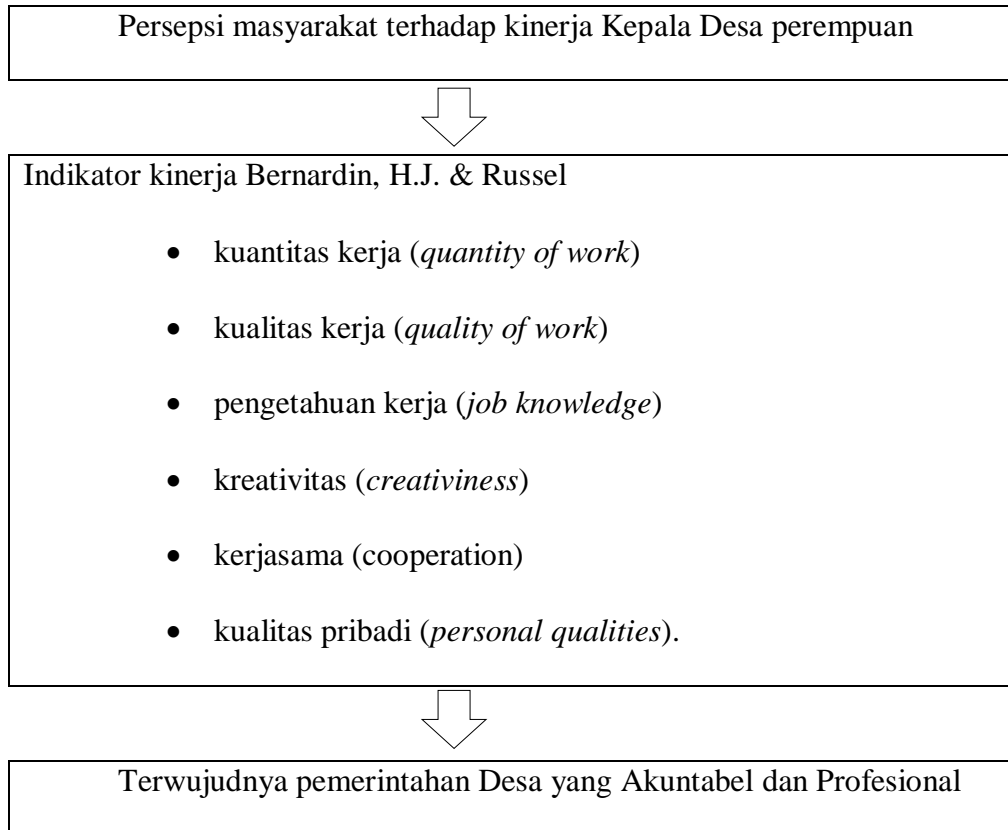 Persepsi masyarakat terhadap kinerja Kepala Desa perempuan
Indikator kinerja Bernardin, H.J. & Russel
• kuantitas kerja (quantity of work)
• kualitas kerja (quality of work)
• pengetahuan kerja (job knowledge)
• kreativitas (creativiness)
• kerjasama (cooperation)
• kualitas pribadi (personal qualities).
Terwujudnya pemerintahan Desa yang Akuntabel dan Profesional